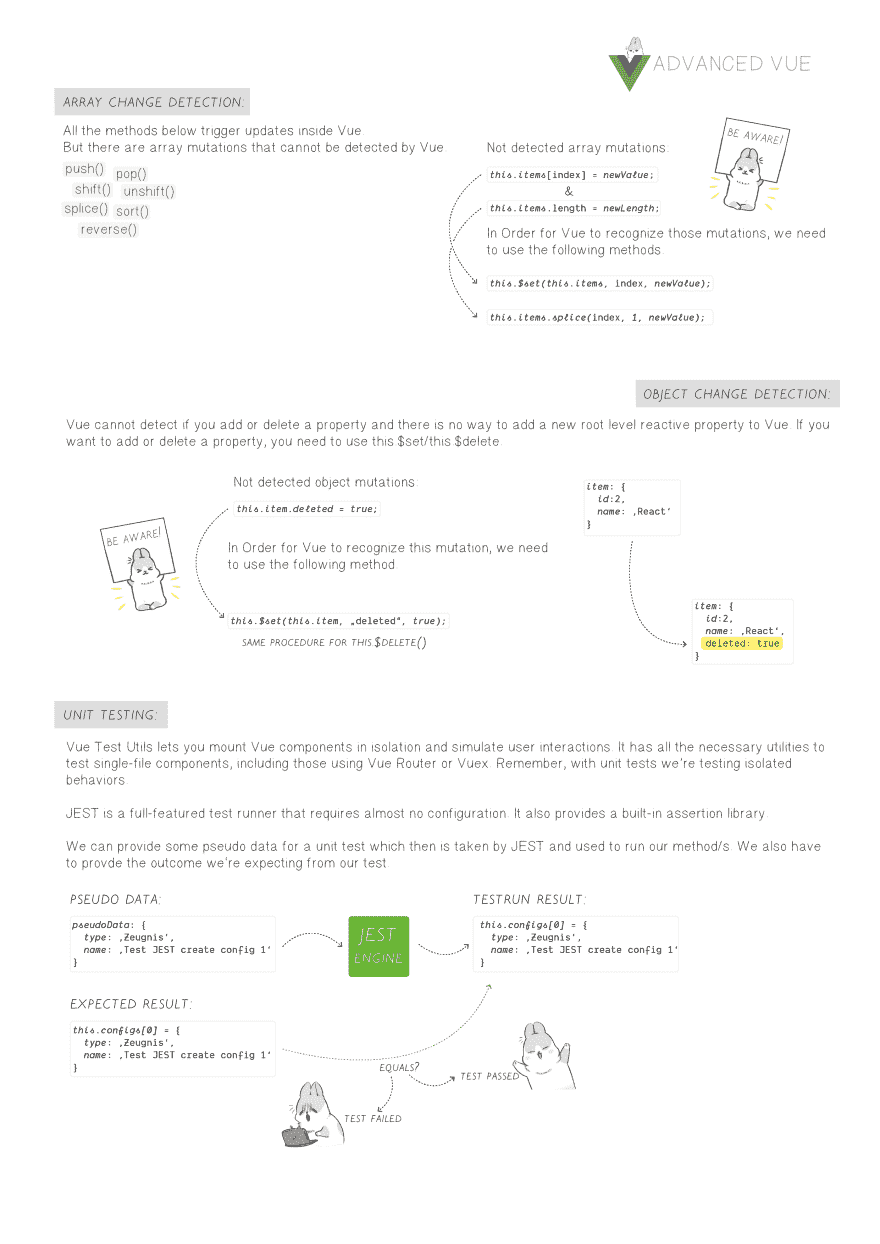 ADVANCED VUE
ARRAY CHANGE DETECTION:
All the methods below trigger updates inside Vue
But there are array mutations that cannot be detected by Vue
push() pop()
shift() unshift()
splice() sort()
reverse()
Not detected array mutations:
BE AWARE!
this.items[index] = newValue;
&
this.items.length = newLength;
In Order for Vue to recognize those mutations, we need
to use the following methods
this.$set(this.items, index, newValue);
this.items.splice(index, 1, newValue);
OBJECT CHANGE DETECTION:
Vue cannot detect if you add or delete a property and there is no way to add a new root level reactive property to Vue. If you
want to add or delete a property, you need to use this $set/this $delete
Not detected object mutations:
this.item.deleted = true;
BE AWARE!
In Order for Vue to recognize this mutation, we need
to use the following method
this.$set(this.item, „deleted“, true);
SAME PROCEDURE FOR THIS.$DELETE()
item: {
id:2,
name: ‚React‘
}
item: {
id:2,
name: ‚React‘,
deleted: true
}
UNIT TESTING:
Vue Test Utils lets you mount Vue components in isolation and simulate user interactions. It has all the necessary utilities to
test single-file components, including those using Vue Router or Vuex. Remember, with unit tests we're testing isolated
behaviors.
JEST is a full-featured test runner that requires almost no configuration. It also provides a built-in assertion library.
We can provide some pseudo data for a unit test which then is taken by JEST and used to run our method/s. We also have
to provde the outcome we're expecting from our test.
PSEUDO DATA:
pseudoData: {
type: ‚Zeugnis‘,
name: ‚Test JEST create config 1‘
}
JEST
ENGINE
TESTRUN RESULT:
this.configs[0] = {
type: ‚Zeugnis‘,
name: ‚Test JEST create config 1‘
}
EXPECTED RESULT:
this.configs[0] = {
type: ‚Zeugnis‘,
name: ‚Test JEST create config 1‘
}
EQUALS?
TEST PASSED
TEST FAILED